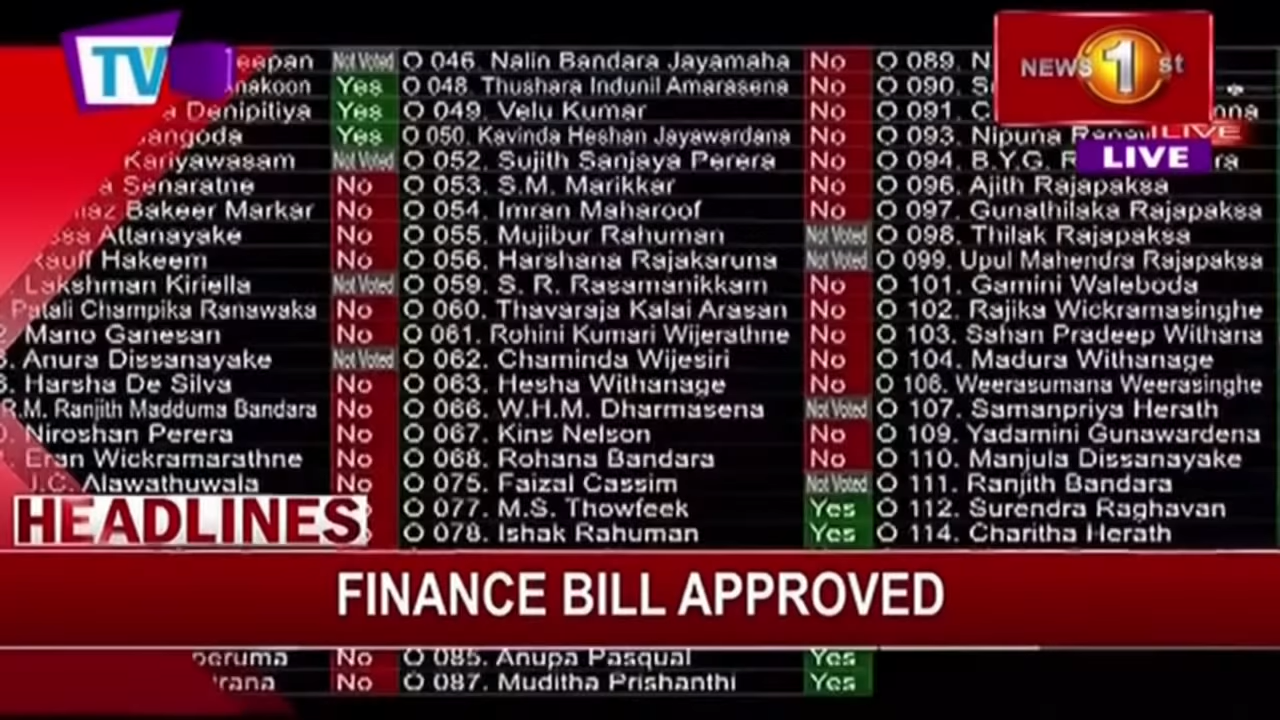 TV
NEWS 1st
LIVE
LIVE
Not Voted O 046. Nalin Bandara Jayamaha No O 089. N
Yes O 048. Thushara Indunil Amarasena No O 090. S
Denipitiya Yes O 049. Velu Kumar No O 091. C
Yes O 050. Kavinda Heshan Jayawardana No O 093. Nipuna
Kariyawasam Not Voted O 052. Sujith Sanjaya Perera No O 094. B.Y.G.
a Senaratne No O 053. S.M. Marikkar No O 096. Ajith Rajapaksa
Bakeer Markar No O 054. Imran Maharoof No O 097. Gunathilaka Rajapaksa
Attanayake No O 055. Mujibur Rahuman Not Voted O 098. Thilak Rajapaksa
Rauff Hakeem No O 056. Harshana Rajakaruna Not Voted O 099. Upul Mahendra Rajapaksa
Lakshman Kiriella Not Voted O 059. S. R. Rasamanikkam No O 101. Gamini Waleboda
Patali Champika Ranawaka No O 060. Thavaraja Kalai Arasan No O 102. Rajika Wickramasinghe
Mano Ganesan No O 061. Rohini Kumari Wijerathne No O 103. Sahan Pradeep Withana
Anura Dissanayake Not Voted O 062. Chaminda Wijesiri No O 104. Madura Withanage
Harsha De Silva No O 063. Hesha Withanage No O 106. Weerasumana Weerasinghe
R.M. Ranjith Madduma Bandara No O 066. W.H.M. Dharmasena Not Voted O 107. Samanpriya Herath
Niroshan Perera No O 067. Kins Nelson No O 109. Yadamini Gunawardena
Eran Wickramarathne No O 068. Rohana Bandara No O 110. Manjula Dissanayake
J.C. Alawathuwala No O 075. Faizal Cassim Not Voted O 111. Ranjith Bandara
O 077. M.S. Thowfeek Yes O 112. Surendra Raghavan
O 078. Ishak Rahuman Yes O 114. Charitha Herath
HEADLINES
FINANCE BILL APPROVED
No O 085. Anupa Pasqual Yes
No O 087. Muditha Prishanthi Yes